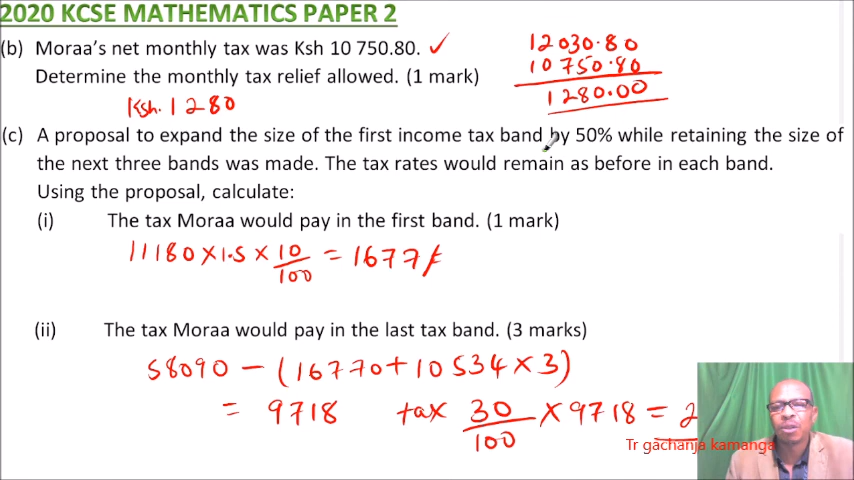 2020 KCSE MATHEMATICS PAPER 2
(b) Moraa's net monthly tax was Ksh 10 750.80. ✓
Determine the monthly tax relief allowed. (1 mark)
Ksh. 1280
12030.80
10750.80
1280.00
(c) A proposal to expand the size of the first income tax band by 50% while retaining the size of
the next three bands was made. The tax rates would remain as before in each band.
Using the proposal, calculate:
(i) The tax Moraa would pay in the first band. (1 mark)
11180 × 1.5 × 10/100 = 1677
(ii) The tax Moraa would pay in the last tax band. (3 marks)
58090 − (16770 + 10534 × 3)
= 9718 tax 30/100 × 9718 = 2
Tr gachanja kamanga